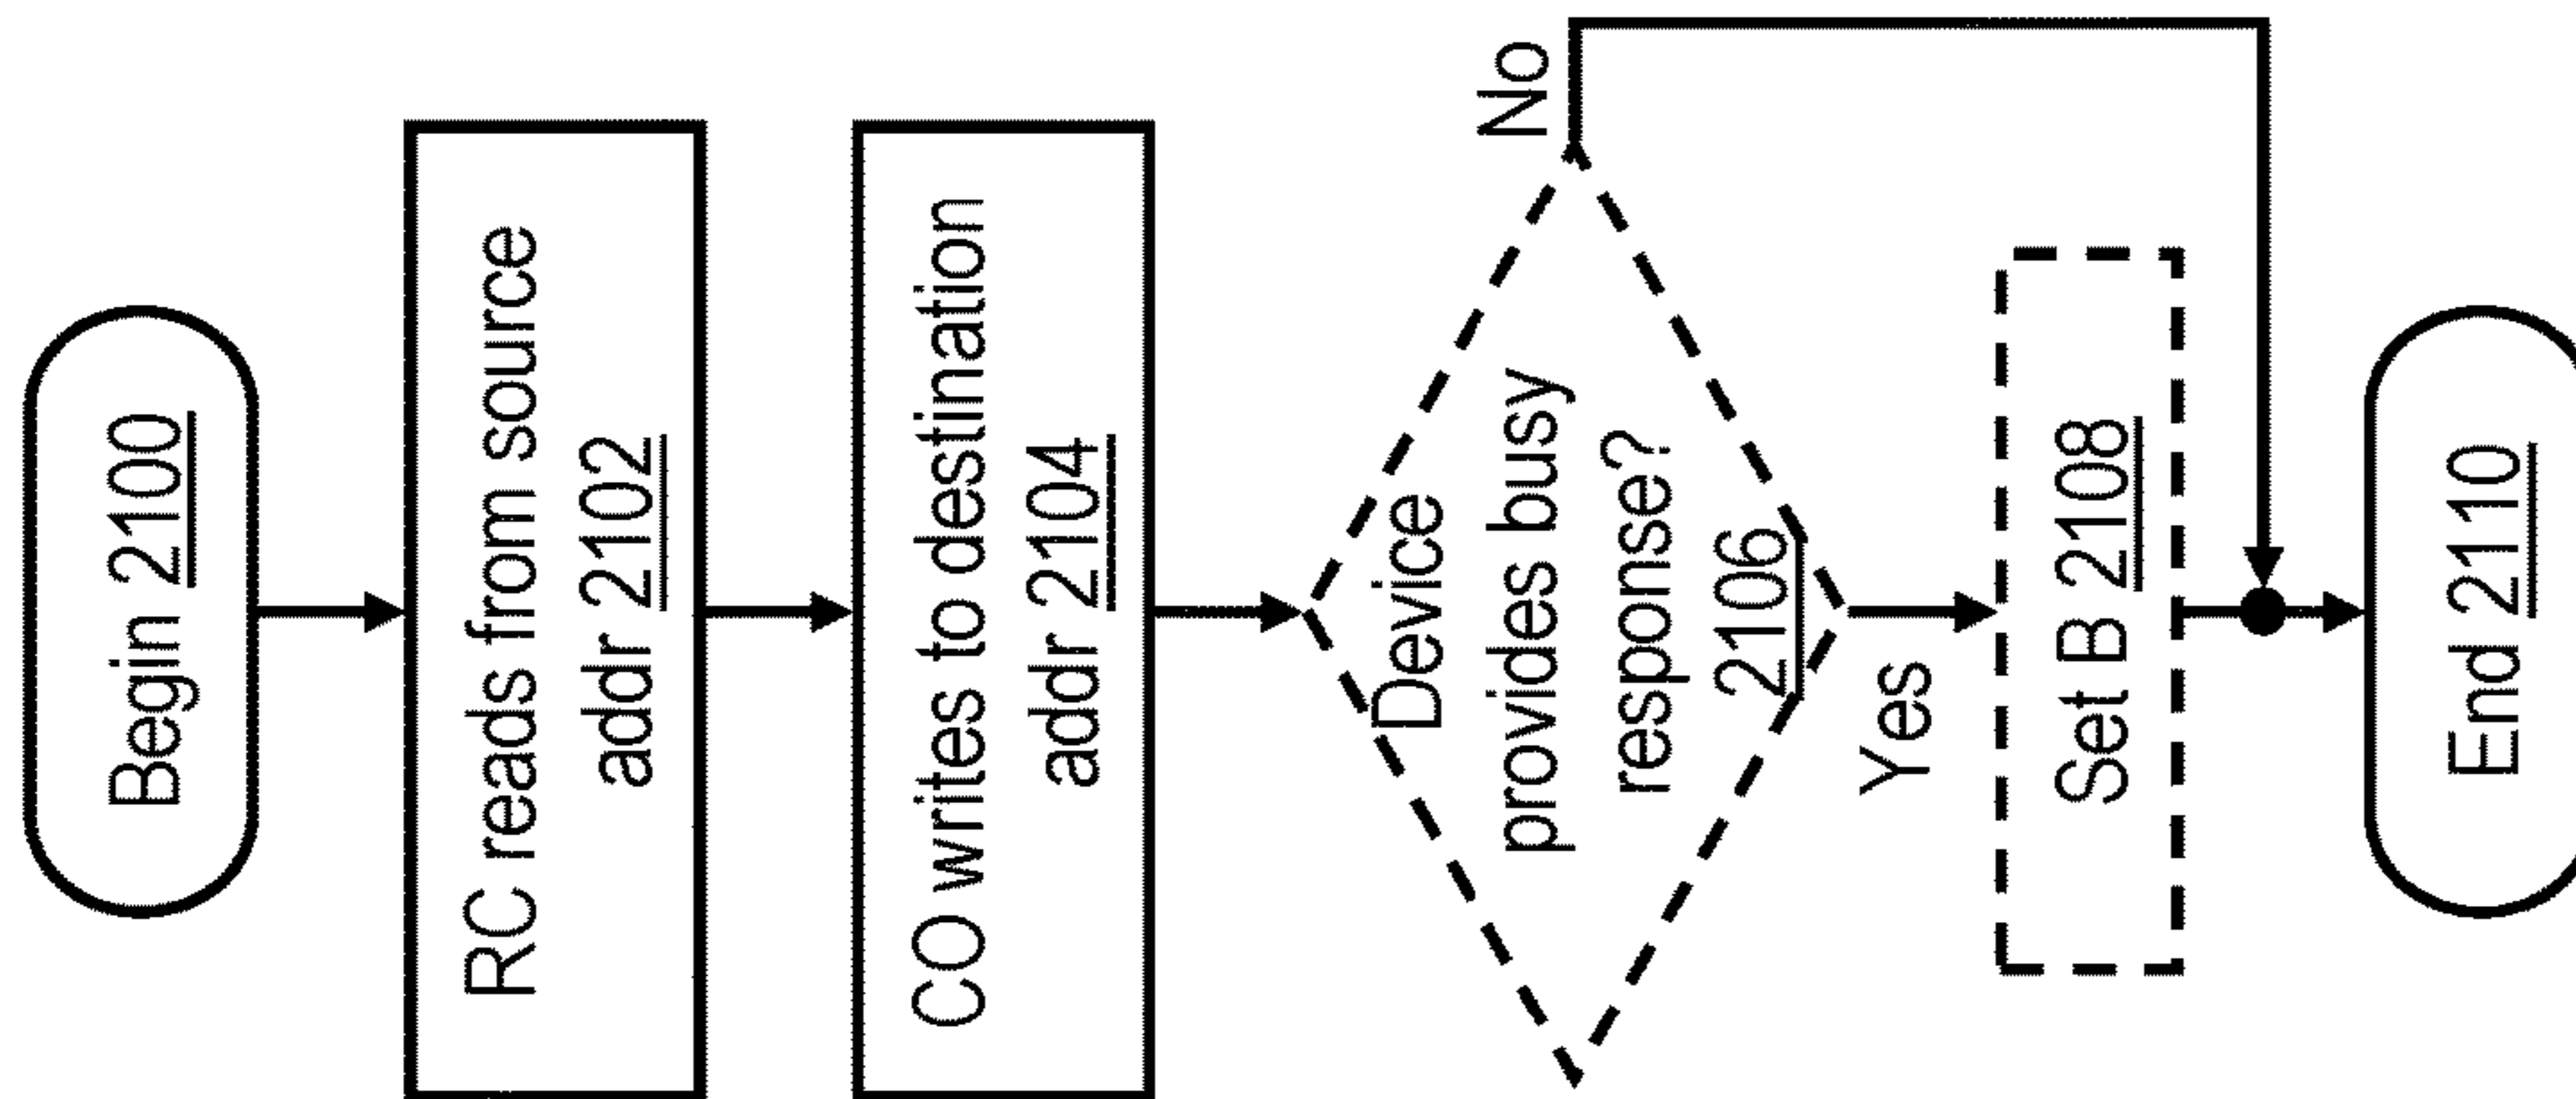 Begin 2100
RC reads from source
addr 2102
CO writes to destination
addr 2104
Device
provides busy
response?
2106
No
Yes
Set B 2108
End 2110